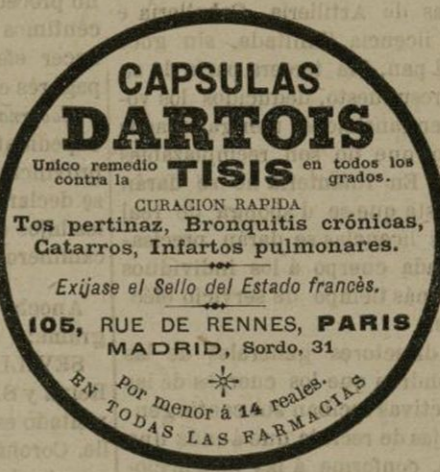 CAPSULAS
DARTOIS
Unico remedio contra la TISIS en todos los grados.
CURACION RAPIDA
Tos pertinaz, Bronquitis crónicas,
Catarros, Infartos pulmonares.
Exíjase el Sello del Estado francés.
105, RUE DE RENNES, PARIS
MADRID, Sordo, 31
Por menor á 14 reales.
EN TODAS LAS FARMACIAS